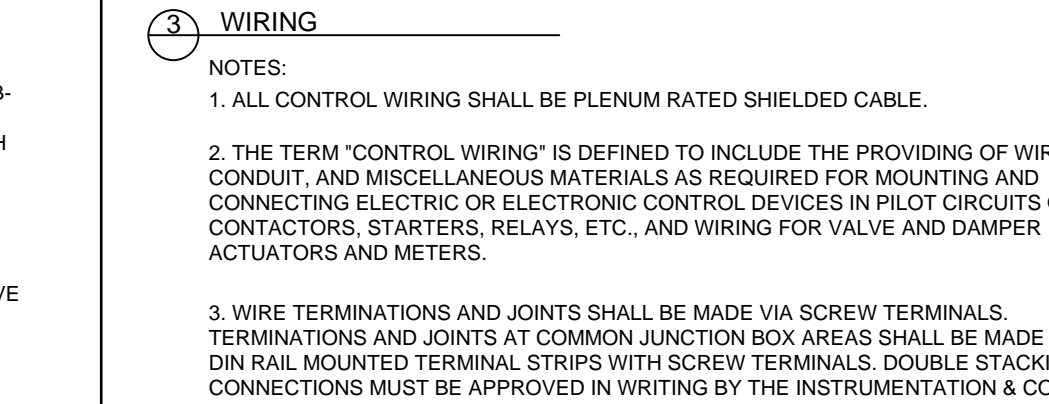 3 WIRING
NOTES:
1. ALL CONTROL WIRING SHALL BE PLENUM RATED SHIELDED CABLE.
2. THE TERM "CONTROL WIRING" IS DEFINED TO INCLUDE THE PROVIDING OF
CONDUIT, AND MISCELLANEOUS MATERIALS AS REQUIRED FOR MOUNTING AND
CONNECTING ELECTRIC OR ELECTRONIC CONTROL DEVICES IN PILOT CIRCUITS
CONTACTORS, STARTERS, RELAYS, ETC., AND WIRING FOR VALVE AND DAMPER
ACTUATORS AND METERS.
3. WIRE TERMINATIONS AND JOINTS SHALL BE MADE VIA SCREW TERMINALS.
TERMINATIONS AND JOINTS AT COMMON JUNCTION BOX AREAS SHALL BE MADE
DIN RAIL MOUNTED TERMINAL STRIPS WITH SCREW TERMINALS. DOUBLE
CONNECTIONS MUST BE APPROVED IN WRITING BY THE INSTRUMENTATION &